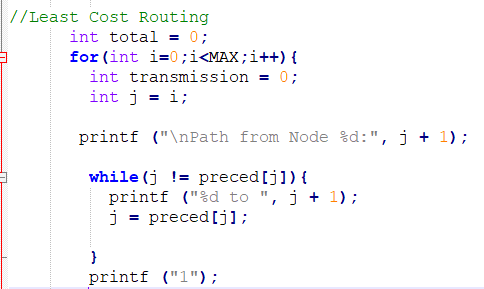 //Least Cost Routing
int total = 0;
for(int i=0;i<MAX;i++){
int transmission = 0;
int j = i;
printf ("\nPath from Node %d:", j + 1);
while(j != preced[j]){
printf ("%d to ", j + 1);
j = preced[j];
}
printf ("1");